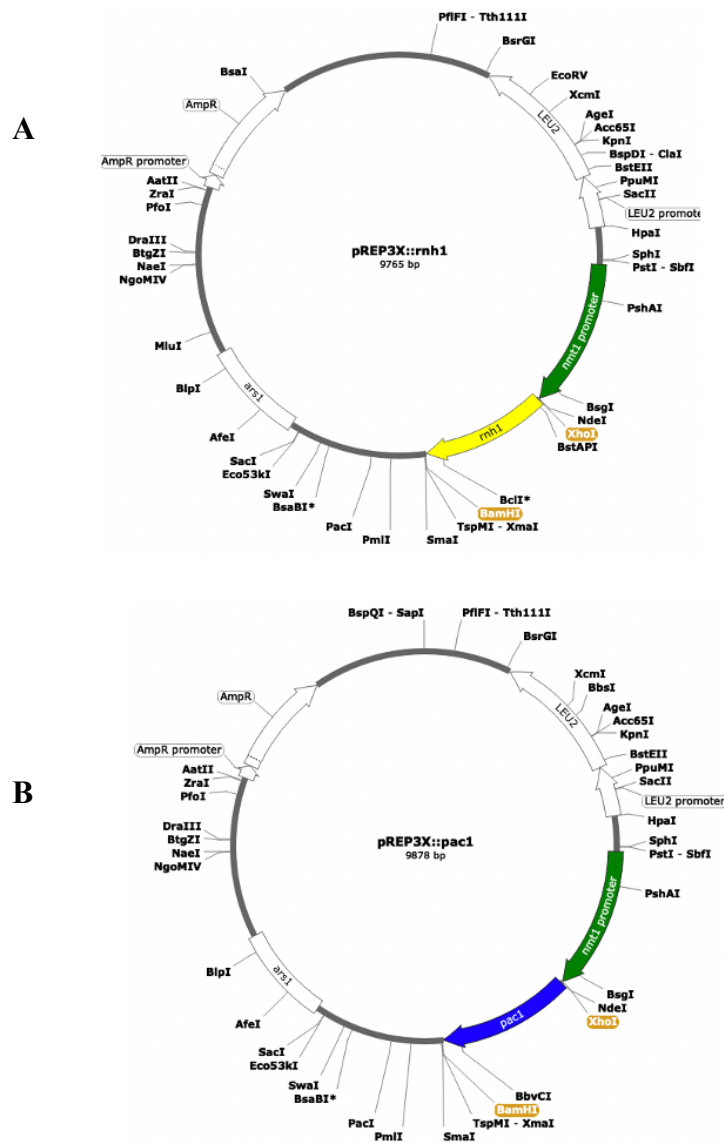 A
PflFI - Tth111I
BsrGI
BsaI
EcoRV
XcmI
AmpR
LEU2
AgeI
Acc65I
KpnI
BspDI - ClaI
BstEII
AmpR promoter
AatII
ZraI
PfoI
PpuMI
SacII
LEU2 promote
HpaI
DraIII
BtgZI
NaeI
NgoMIV
pREP3X::rnh1
9765 bp
SphI
PstI - SbfI
PshAI
nmt1 promoter
MluI
BlpI
ars1
AfeI
SacI
Eco53kI
SwaI
BsaBI*
PacI
PmlI
SmaI
rnh1
BsgI
NdeI
XhoI
BstAPI
BclI*
BamHI
TspMI - XmaI
B
BspQI - SapI
PflFI - Tth111I
BsrGI
XcmI
BbsI
AmpR
LEU2
AgeI
Acc65I
KpnI
BstEII
AmpR promoter
AatII
ZraI
PfoI
PpuMI
SacII
LEU2 promoter
HpaI
DraIII
BtgZI
NaeI
NgoMIV
pREP3X::pac1
9878 bp
SphI
PstI - SbfI
PshAI
nmt1 promoter
BlpI
ars1
AfeI
SacI
Eco53kI
SwaI
BsaBI*
PacI
PmlI
SmaI
pac1
BsgI
NdeI
XhoI
BbvCI
BamHI
TspMI - XmaI